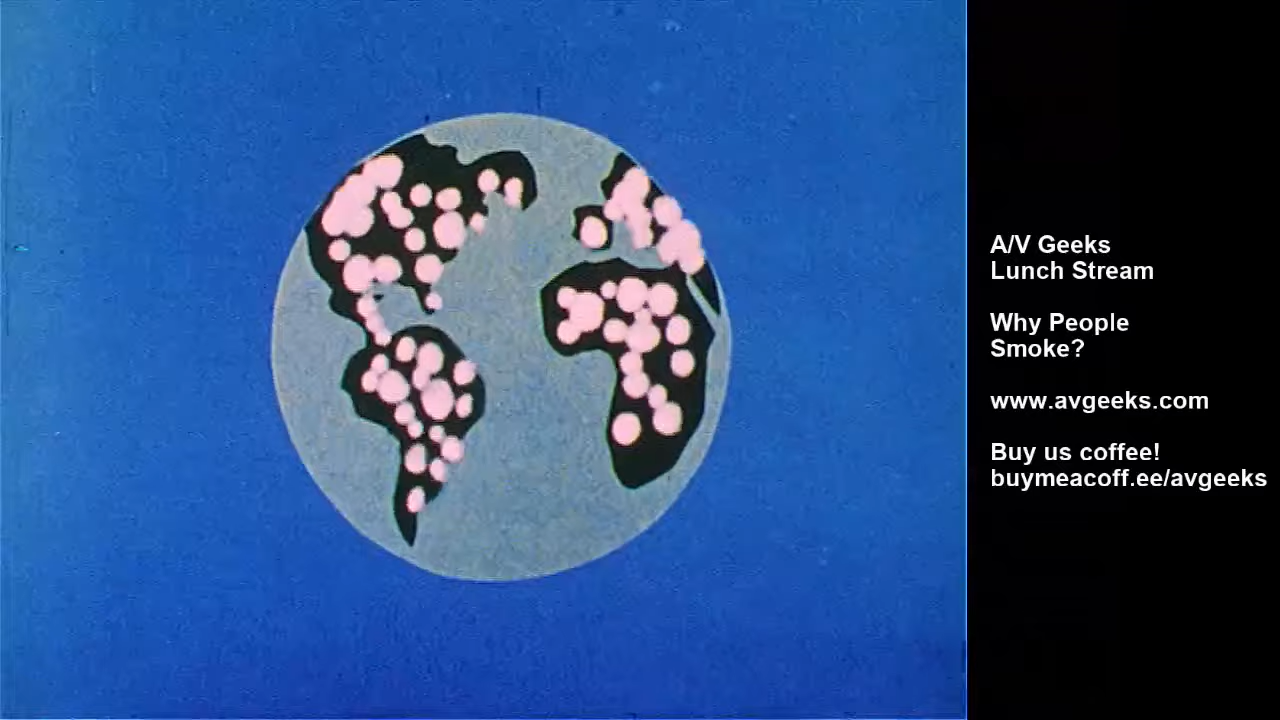 A/V Geeks
Lunch Stream
Why People
Smoke?
www.avgeeks.com
Buy us coffee!
buymeacoff.ee/avgeeks